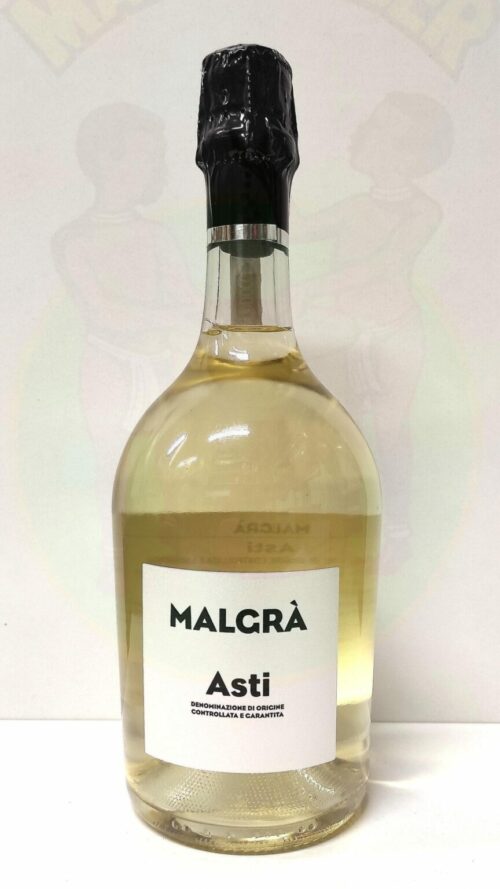 MALGRÀ
Asti
DENOMINAZIONE DI ORIGINE
CONTROLLATA E GARANTITA